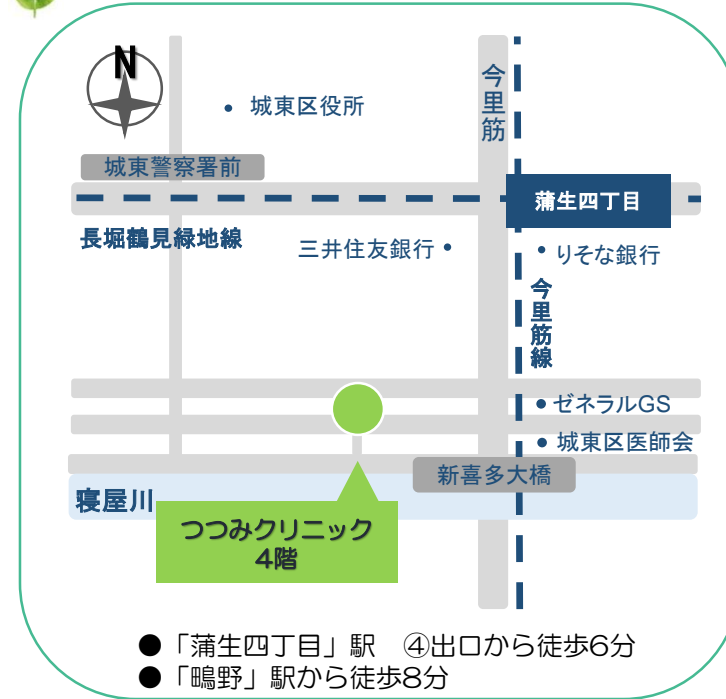 N
城東区役所
今里筋
城東警察署前
蒲生四丁目
長堀鶴見緑地線
三井住友銀行
りそな銀行
今里筋線
ゼネラルGS
城東区医師会
新喜多大橋
寝屋川
つつみクリニック
4階
●「蒲生四丁目」駅　④出口から徒歩6分
●「鴫野」駅から徒歩8分